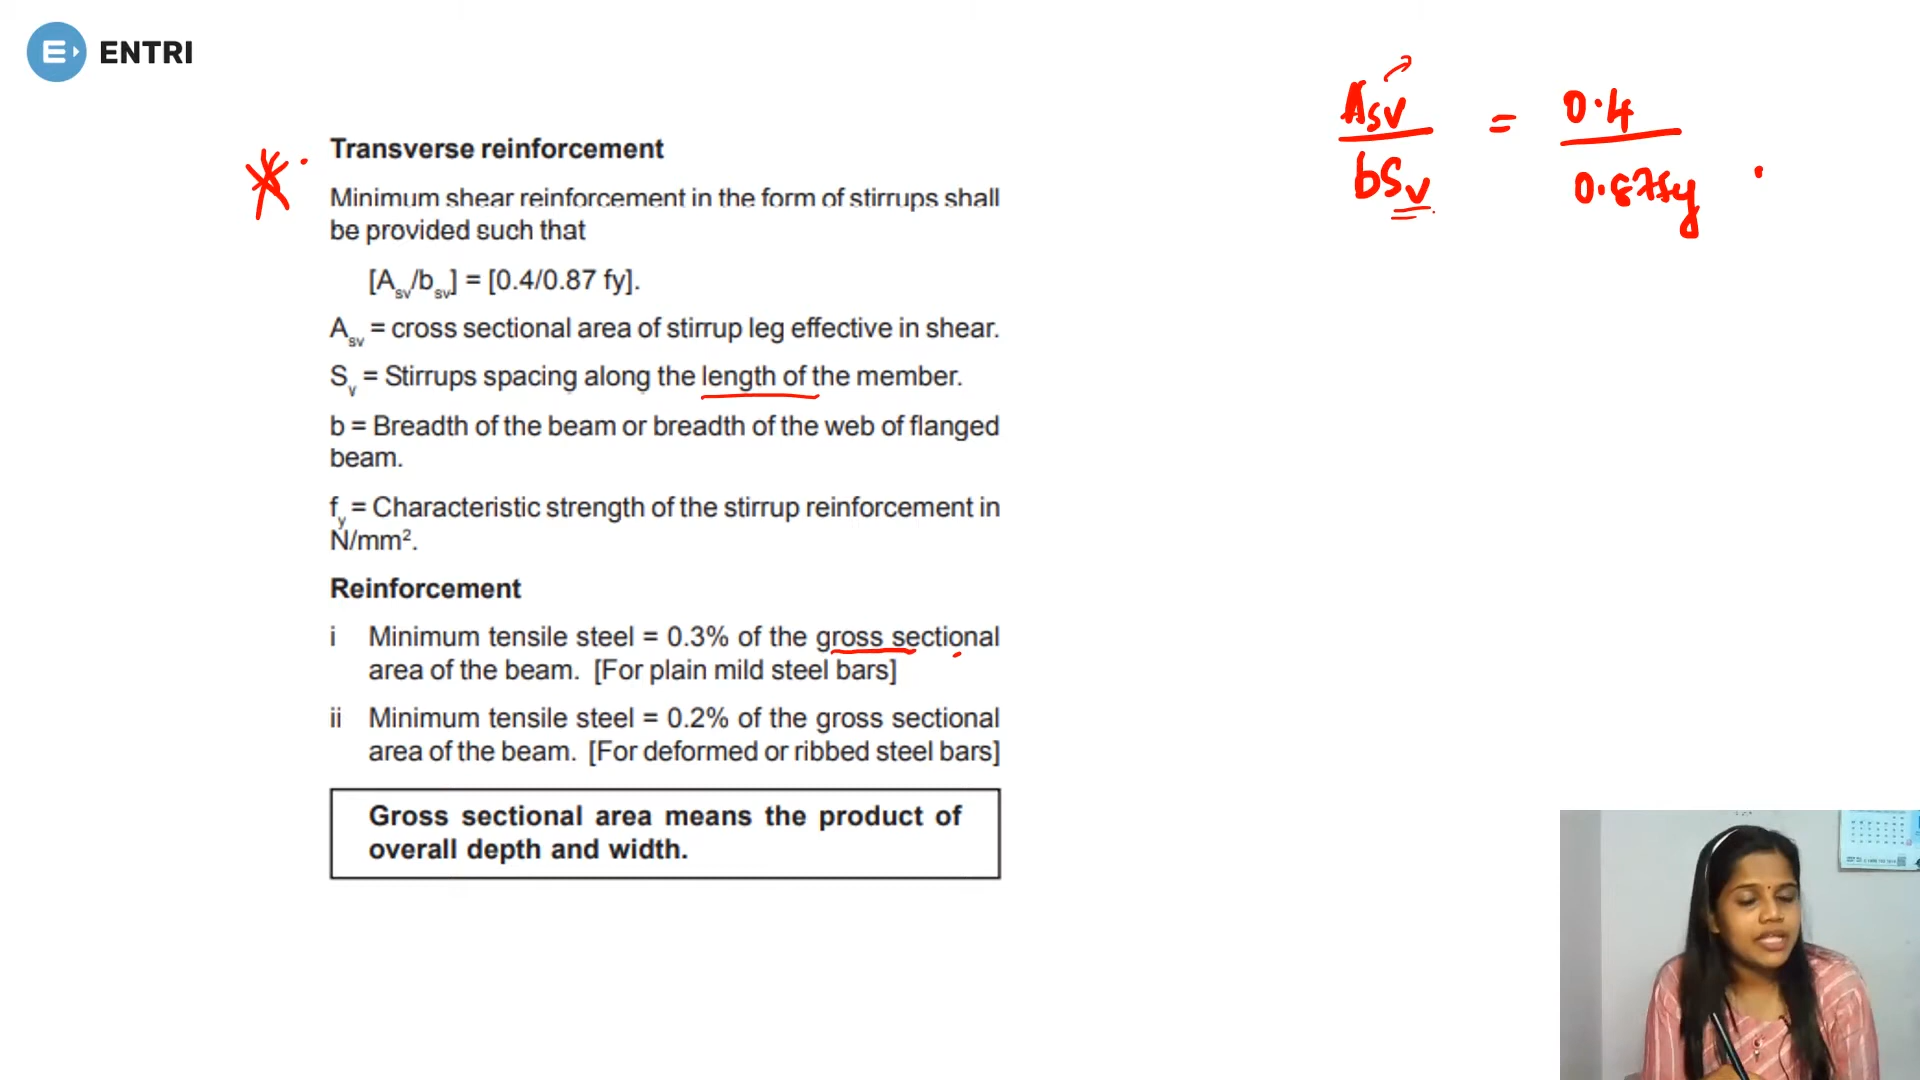 ENTRI
Transverse reinforcement
Minimum shear reinforcement in the form of stirrups shall
be provided such that
[Asv/bsv] = [0.4/0.87 fy].
Asv = cross sectional area of stirrup leg effective in shear.
Sv = Stirrups spacing along the length of the member.
b = Breadth of the beam or breadth of the web of flanged
beam.
fy = Characteristic strength of the stirrup reinforcement in
N/mm².
Reinforcement
i Minimum tensile steel = 0.3% of the gross sectional
area of the beam. [For plain mild steel bars]
ii Minimum tensile steel = 0.2% of the gross sectional
area of the beam. [For deformed or ribbed steel bars]
Gross sectional area means the product of
overall depth and width.
Asv = 0.4
bSv 0.87fy